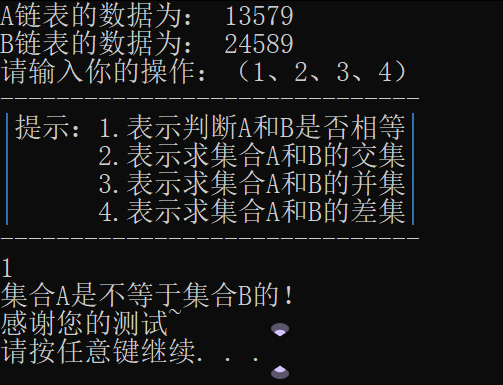 A链表的数据为： 13579
B链表的数据为： 24589
请输入你的操作：（1、2、3、4）
------------------------------
|提示：1.表示判断A和B是否相等|
|2.表示求集合A和B的交集|
|3.表示求集合A和B的并集|
|4.表示求集合A和B的差集|
------------------------------
1
集合A是不等于集合B的!
感谢您的测试~
请按任意键继续. . .